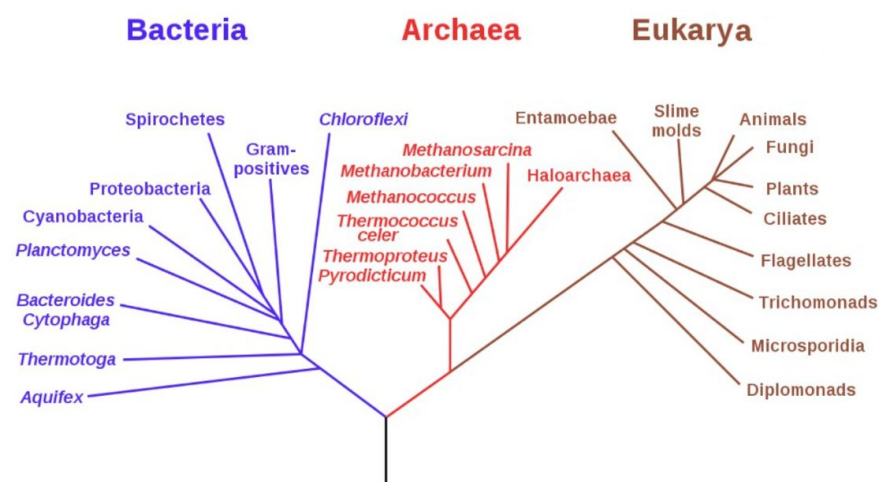 Bacteria
Archaea
Eukarya
Spirochetes
Chloroflexi
Gram-
positives
Proteobacteria
Cyanobacteria
Planctomyces
Bacteroides
Cytophaga
Thermotoga
Aquifex
Methanosarcina
Methanobacterium
Haloarchaea
Methanococcus
Thermococcus
celer
Thermoproteus
Pyrodicticum
Entamoebae
Slime
molds
Animals
Fungi
Plants
Ciliates
Flagellates
Trichomonads
Microsporidia
Diplomonads